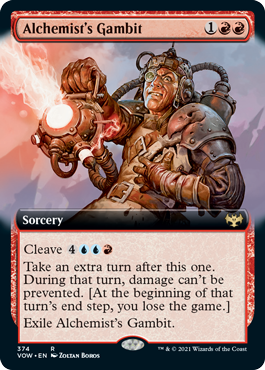 Alchemist's Gambit 1
Sorcery
Cleave 4
Take an extra turn after this one.
During that turn, damage can't be
prevented. [At the beginning of
that turn's end step, you lose the game.]
Exile Alchemist's Gambit.
374 R
VOW • EN ZOLTAN BOROS ™ & © 2021 Wizards of the Coast